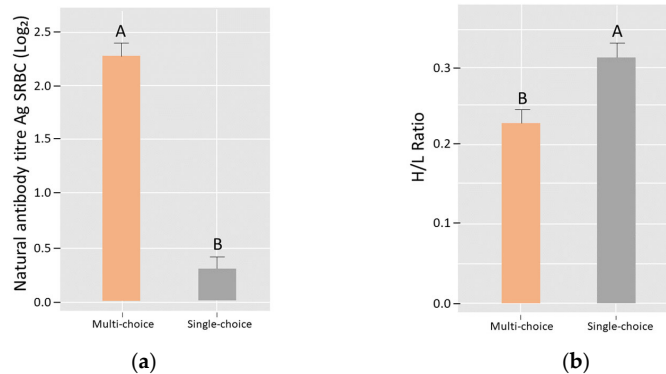 Natural antibody titre Ag SRBC (Log₂)
2.5
2.0
1.5
1.0
0.5
0.0
A
B
Multi-choice
Single-choice
(a)
H/L Ratio
0.3
0.2
0.1
0.0
B
A
Multi-choice
Single-choice
(b)